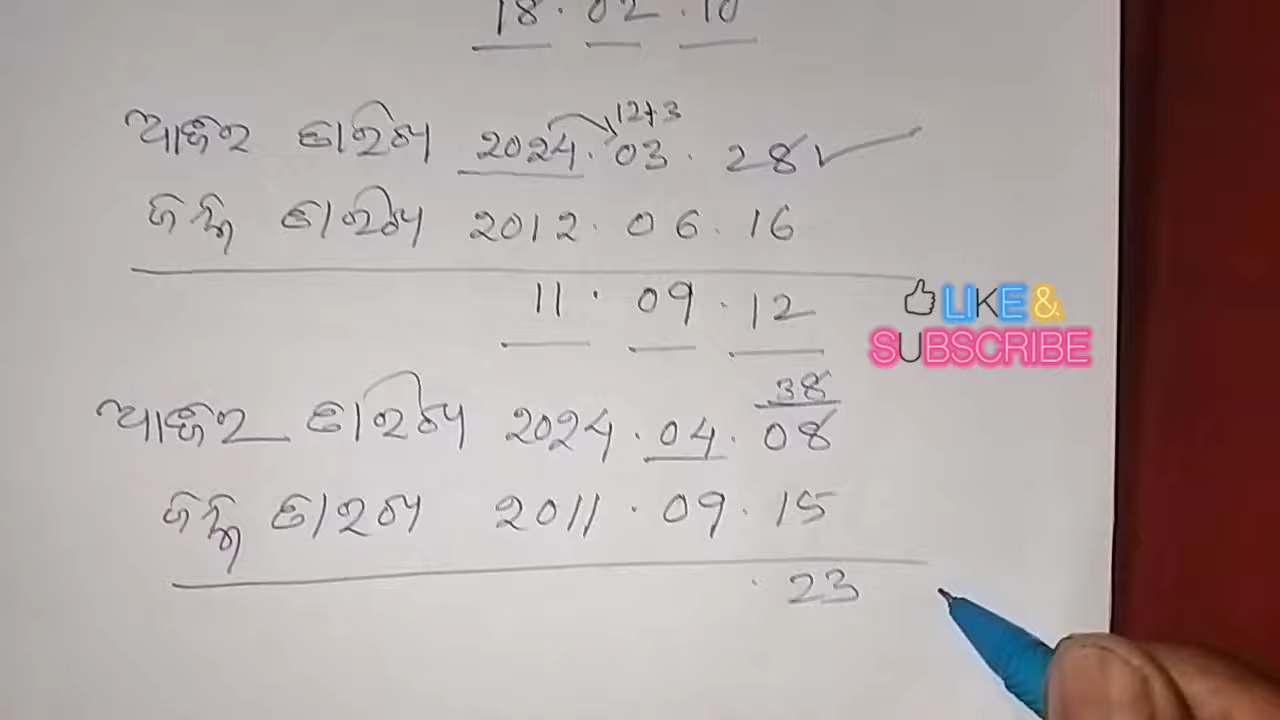 18 . 02 . 10
12+3
ଆଜିର ତାରିଖ 2024 . 03 . 28 ✓
ଜନ୍ମ ତାରିଖ 2012 . 06 . 16
11 . 09 . 12
LIKE &
SUBSCRIBE
38
ଆଜିର ତାରିଖ 2024 . 04 . 08
ଜନ୍ମ ତାରିଖ 2011 . 09 . 15
. 23